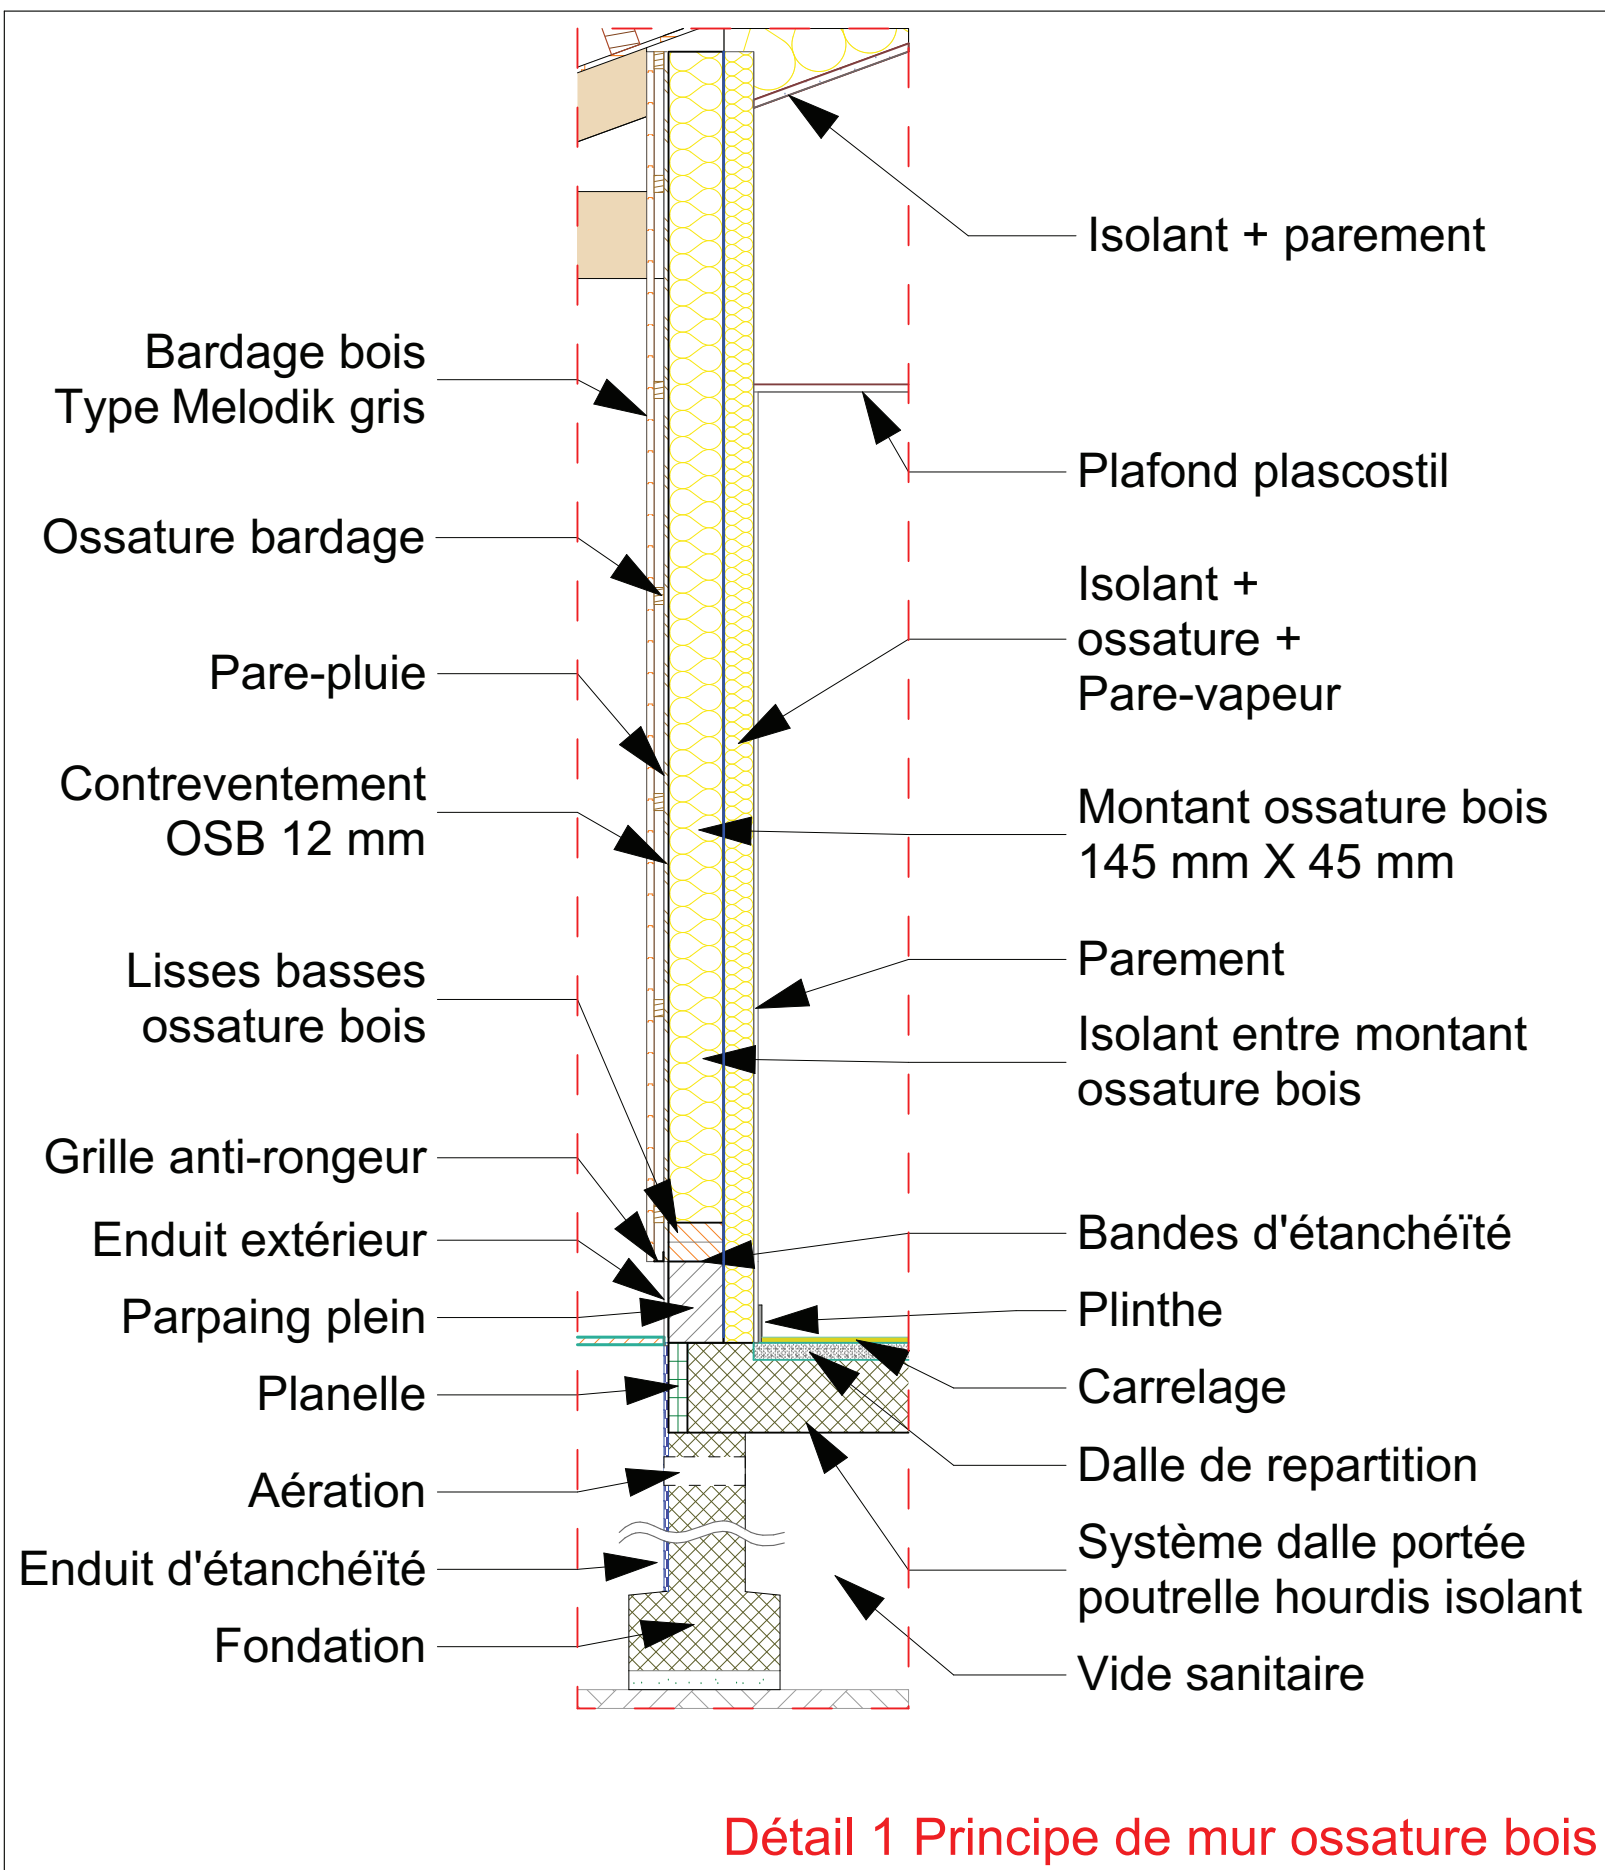 Bardage bois
Type Melodik gris
Ossature bardage
Pare-pluie
Contreventement
OSB 12 mm
Lisses basses
ossature bois
Grille anti-rongeur
Enduit extérieur
Parpaing plein
Planelle
Aération
Enduit d'étanchéïté
Fondation
Isolant + parement
Plafond plascostil
Isolant +
ossature +
Pare-vapeur
Montant ossature bois
145 mm X 45 mm
Parement
Isolant entre montant
ossature bois
Bandes d'étanchéïté
Plinthe
Carrelage
Dalle de repartition
Système dalle portée
poutrelle hourdis isolant
Vide sanitaire
Détail 1 Principe de mur ossature bois